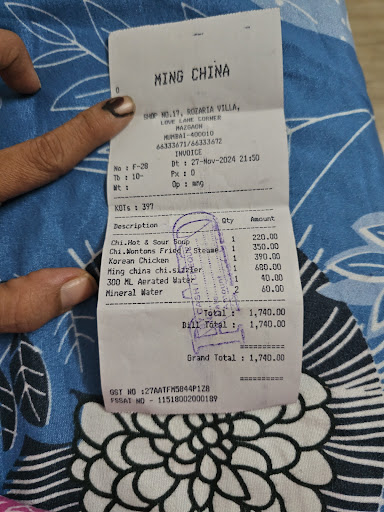 MING CHINA
SHOP NO.17, ROZARIA VILLA,
LOVE LANE CORNER
MAZGAON
MUMBAI-400010
66333671/66333672
INVOICE
No : F-28 Dt : 27-Nov-2024 21:50
Tb : 10- Px : 0
Wt : Op : mng
KOTs : 397
Description Qty Amount
Chi.Hot & Sour Soup 1 220.00
Chi.Wontons Fried / Steame 1 350.00
Korean Chicken 1 390.00
Ming china chi.sizzler 1 680.00
300 ML Aerated Water 1 40.00
Mineral Water 1 60.00
Total : 1,740.00
Bill Total : 1,740.00
==========
Grand Total : 1,740.00
==========
GST NO :27AATFM5844P1Z8
FSSAI NO - 11518002000189